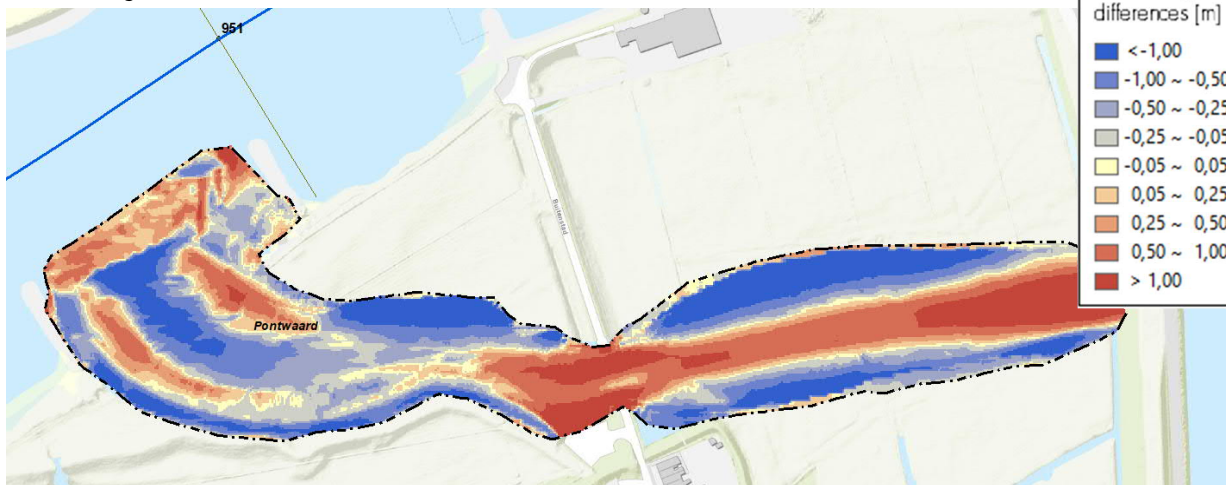 951
differences [m]
< -1,00
-1,00 ~ -0,50
-0,50 ~ -0,25
-0,25 ~ -0,05
-0,05 ~ 0,05
0,05 ~ 0,25
0,25 ~ 0,50
0,50 ~ 1,00
> 1,00
Buitenstad
Pontwaard